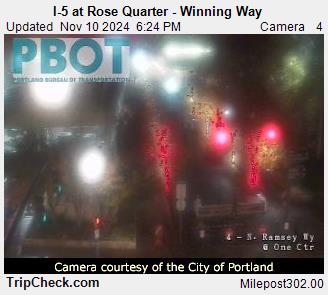 I-5 at Rose Quarter - Winning Way
Updated Nov 10 2024 6:24 PM Camera 4
PBOT
PORTLAND BUREAU OF TRANSPORTATION
4 - N. Ramsey Wy
@ One Ctr
Camera courtesy of the City of Portland
TripCheck.com Milepost302.00